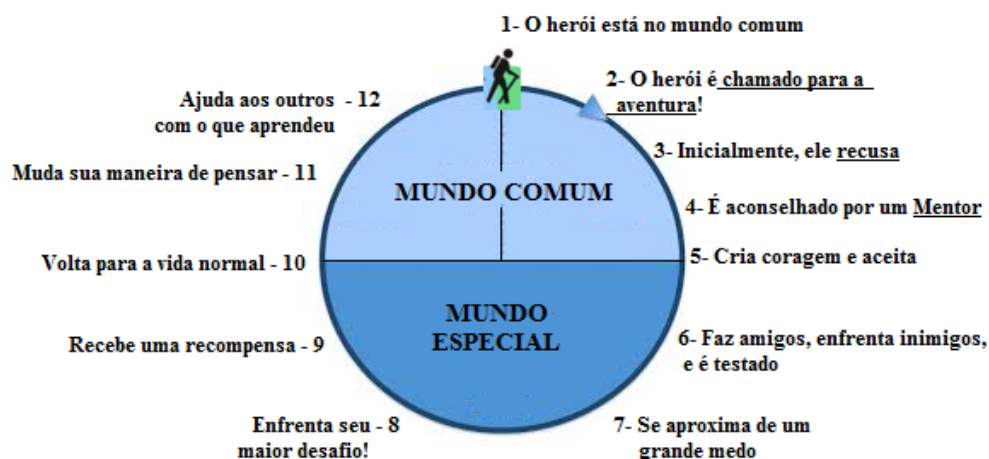 1- O herói está no mundo comum
2- O herói é chamado para a
aventura!
3- Inicialmente, ele recusa
4- É aconselhado por um Mentor
5- Cria coragem e aceita
6- Faz amigos, enfrenta inimigos,
e é testado
7- Se aproxima de um
grande medo
Enfrenta seu - 8
maior desafio!
Recebe uma recompensa - 9
Volta para a vida normal - 10
Muda sua maneira de pensar - 11
Ajuda aos outros - 12
com o que aprendeu
MUNDO COMUM
MUNDO
ESPECIAL